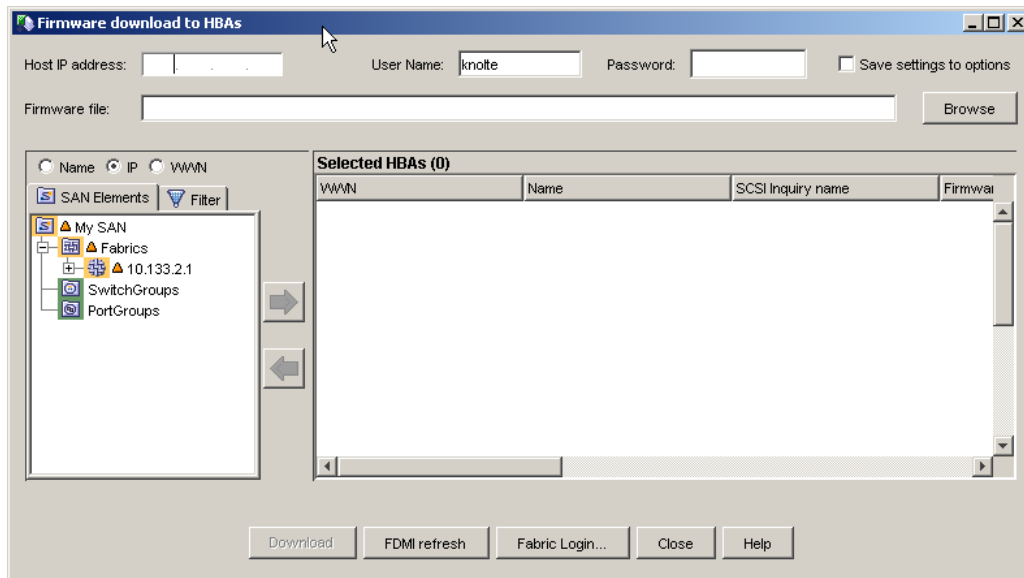 Firmware download to HBAs
Host IP address: . . . User Name: knolte Password: Save settings to options
Firmware file: Browse
Name IP WWN
Selected HBAs (0)
SAN Elements Filter
WWN Name SCSI Inquiry name Firmwar
My SAN
Fabrics
10.133.2.1
SwitchGroups
PortGroups
Download FDMI refresh Fabric Login... Close Help